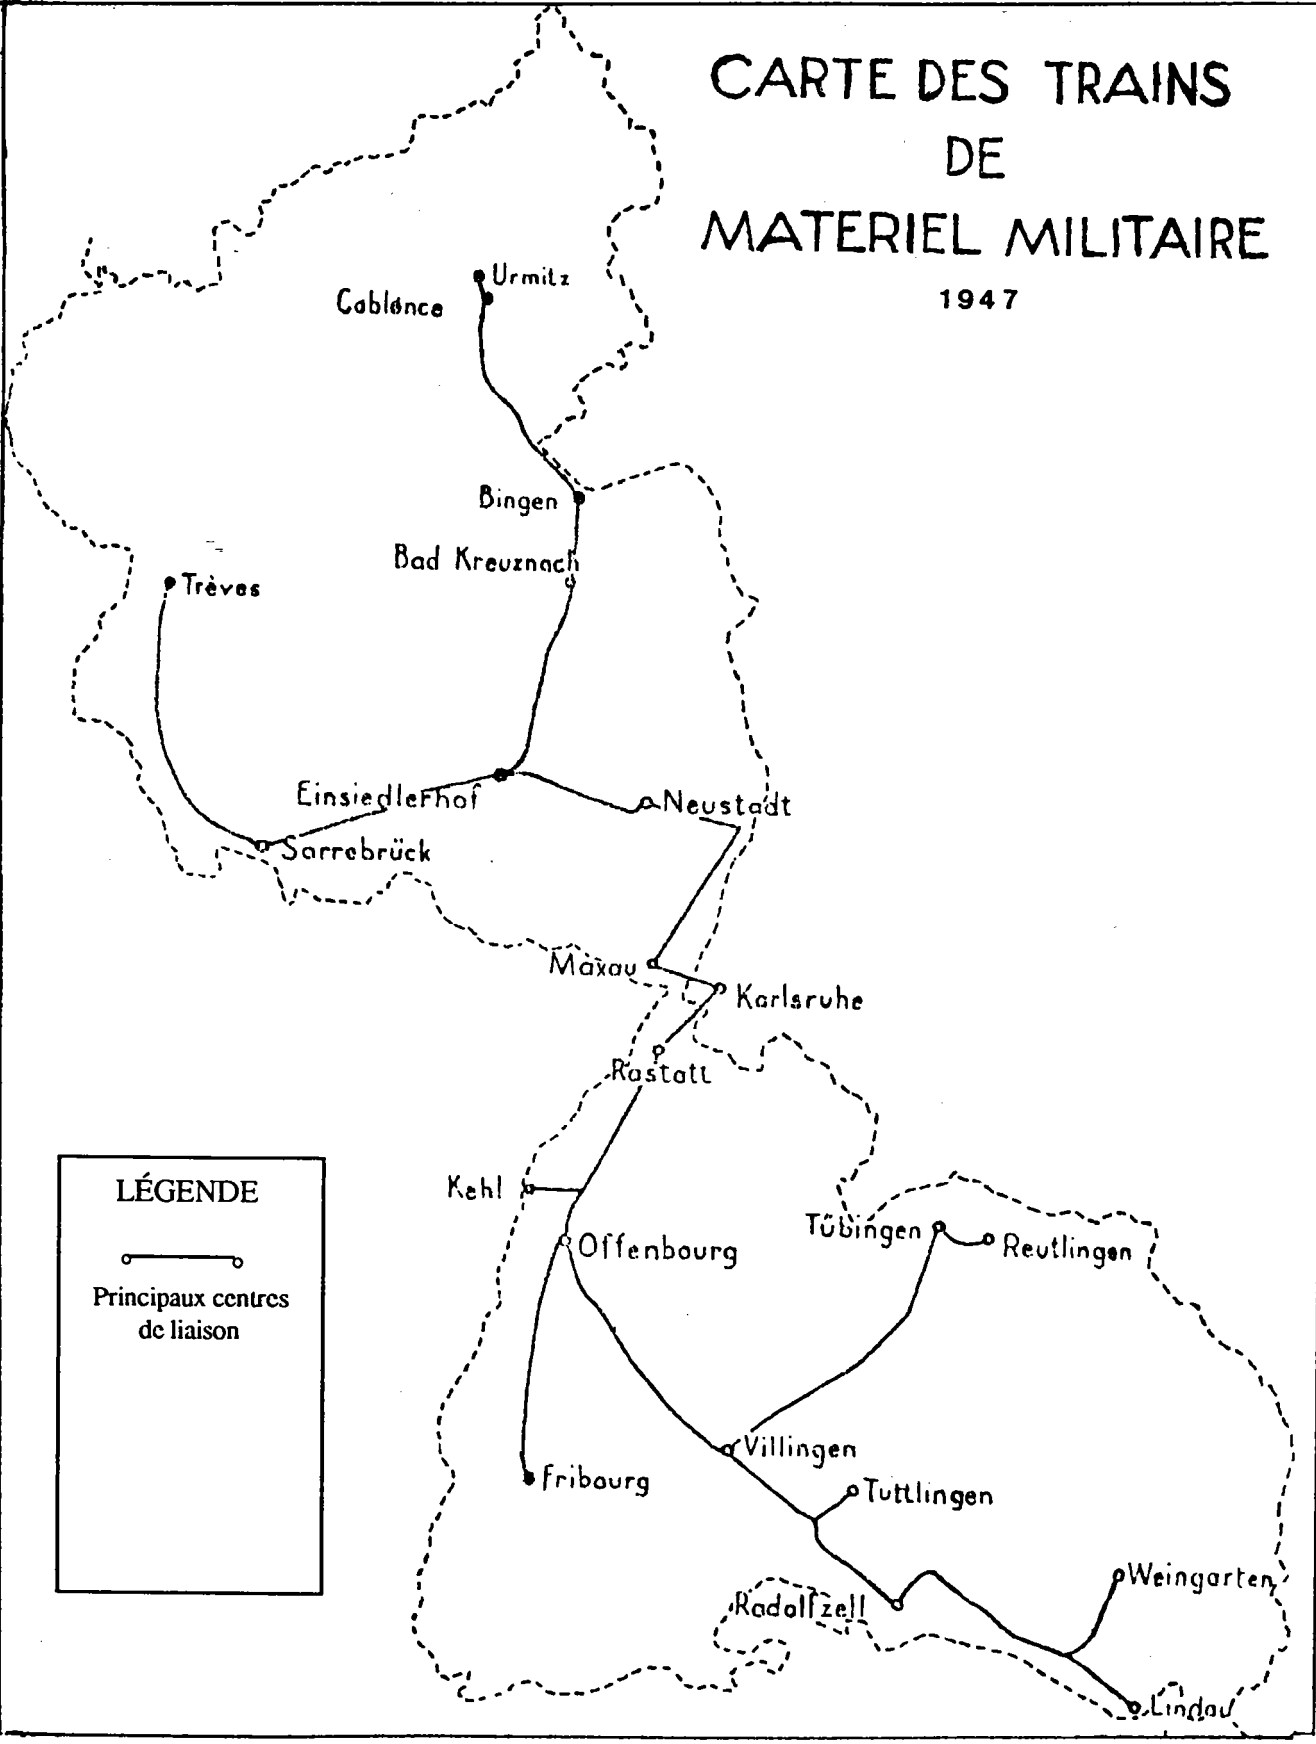 CARTE DES TRAINS
DE
MATERIEL MILITAIRE
1947
Urmitz
Coblence
Bingen
Bad Kreuznach
Trèves
Einsiedlerhof
Neustadt
Sarrebrück
Maxau
Karlsruhe
Rastatt
Kehl
Offenbourg
Tübingen
Reutlingen
Villingen
Fribourg
Tuttlingen
Weingarten
Radolfzell
Lindau
LÉGENDE
Principaux centres
de liaison